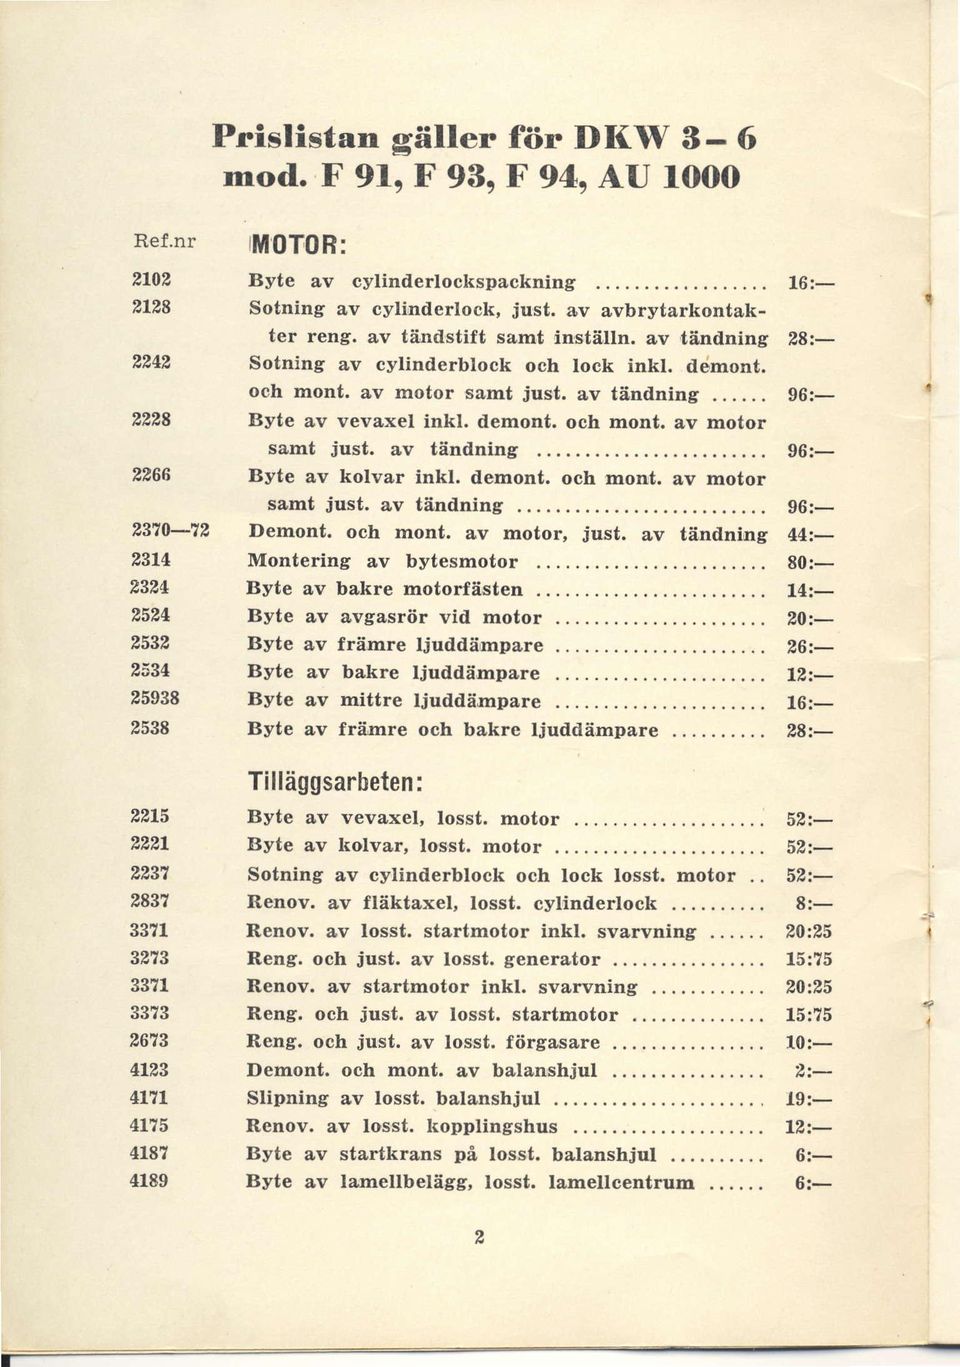 Prislistan gäller för DKW 3– 6
mod. F 91, F 93, F 94, AU 1000
Ref.nr MOTOR:
2102 Byte av cylinderlockspackning .................. 16:—
2128 Sotning av cylinderlock, just. av avbrytarkontak-
ter reng. av tändstift samt inställn. av tändning 28:—
2242 Sotning av cylinderblock och lock inkl. demont.
och mont. av motor samt just. av tändning ...... 96:—
2228 Byte av vevaxel inkl. demont. och mont. av motor
samt just. av tändning ........................ 96:—
2266 Byte av kolvar inkl. demont. och mont. av motor
samt just. av tändning .......................... 96:—
2370—72 Demont. och mont. av motor, just. av tändning 44:—
2314 Montering av bytesmotor ........................ 80:—
2324 Byte av bakre motorfästen ........................ 14:—
2524 Byte av avgasrör vid motor ...................... 20:—
2532 Byte av främre ljuddämpare ...................... 26:—
2534 Byte av bakre ljuddämpare ...................... 12:—
25938 Byte av mittre ljuddämpare ...................... 16:—
2538 Byte av främre och bakre ljuddämpare .......... 28:—
Tilläggsarbeten:
2215 Byte av vevaxel, losst. motor .................... 52:—
2221 Byte av kolvar, losst. motor ...................... 52:—
2237 Sotning av cylinderblock och lock losst. motor .. 52:—
2837 Renov. av fläktaxel, losst. cylinderlock .......... 8:—
3371 Renov. av losst. startmotor inkl. svarvning ...... 20:25
3273 Reng. och just. av losst. generator ................ 15:75
3371 Renov. av startmotor inkl. svarvning ............ 20:25
3373 Reng. och just. av losst. startmotor .............. 15:75
2673 Reng. och just. av losst. förgasare ................ 10:—
4123 Demont. och mont. av balanshjul ................ 2:—
4171 Slipning av losst. balanshjul ...................... 19:—
4175 Renov. av losst. kopplingshus .................... 12:—
4187 Byte av startkrans på losst. balanshjul .......... 6:—
4189 Byte av lamellbelägg, losst. lamellcentrum ...... 6:—
2